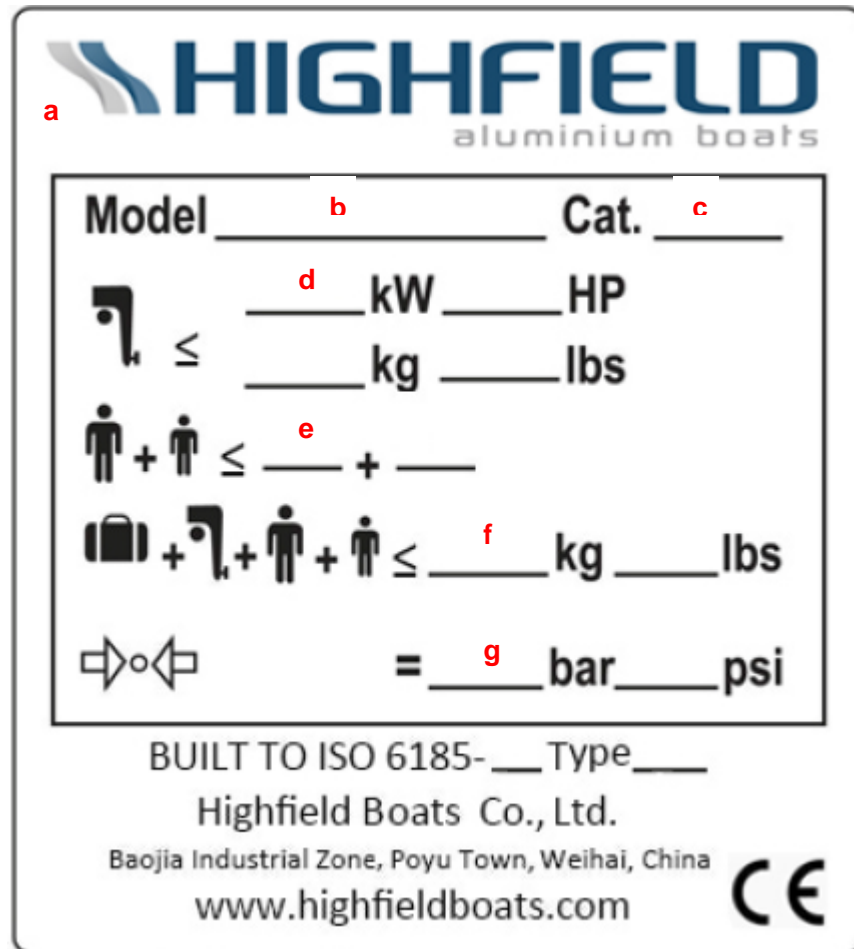 HIGHFIELD
a
aluminium boats
Model b Cat. c
d kW HP
≤ kg lbs
+ ≤ e +
+ + + ≤ f kg lbs
= g bar psi
BUILT TO ISO 6185-__Type___
Highfield Boats Co., Ltd.
Baojia Industrial Zone, Poyu Town, Weihai, China
www.highfieldboats.com
CE